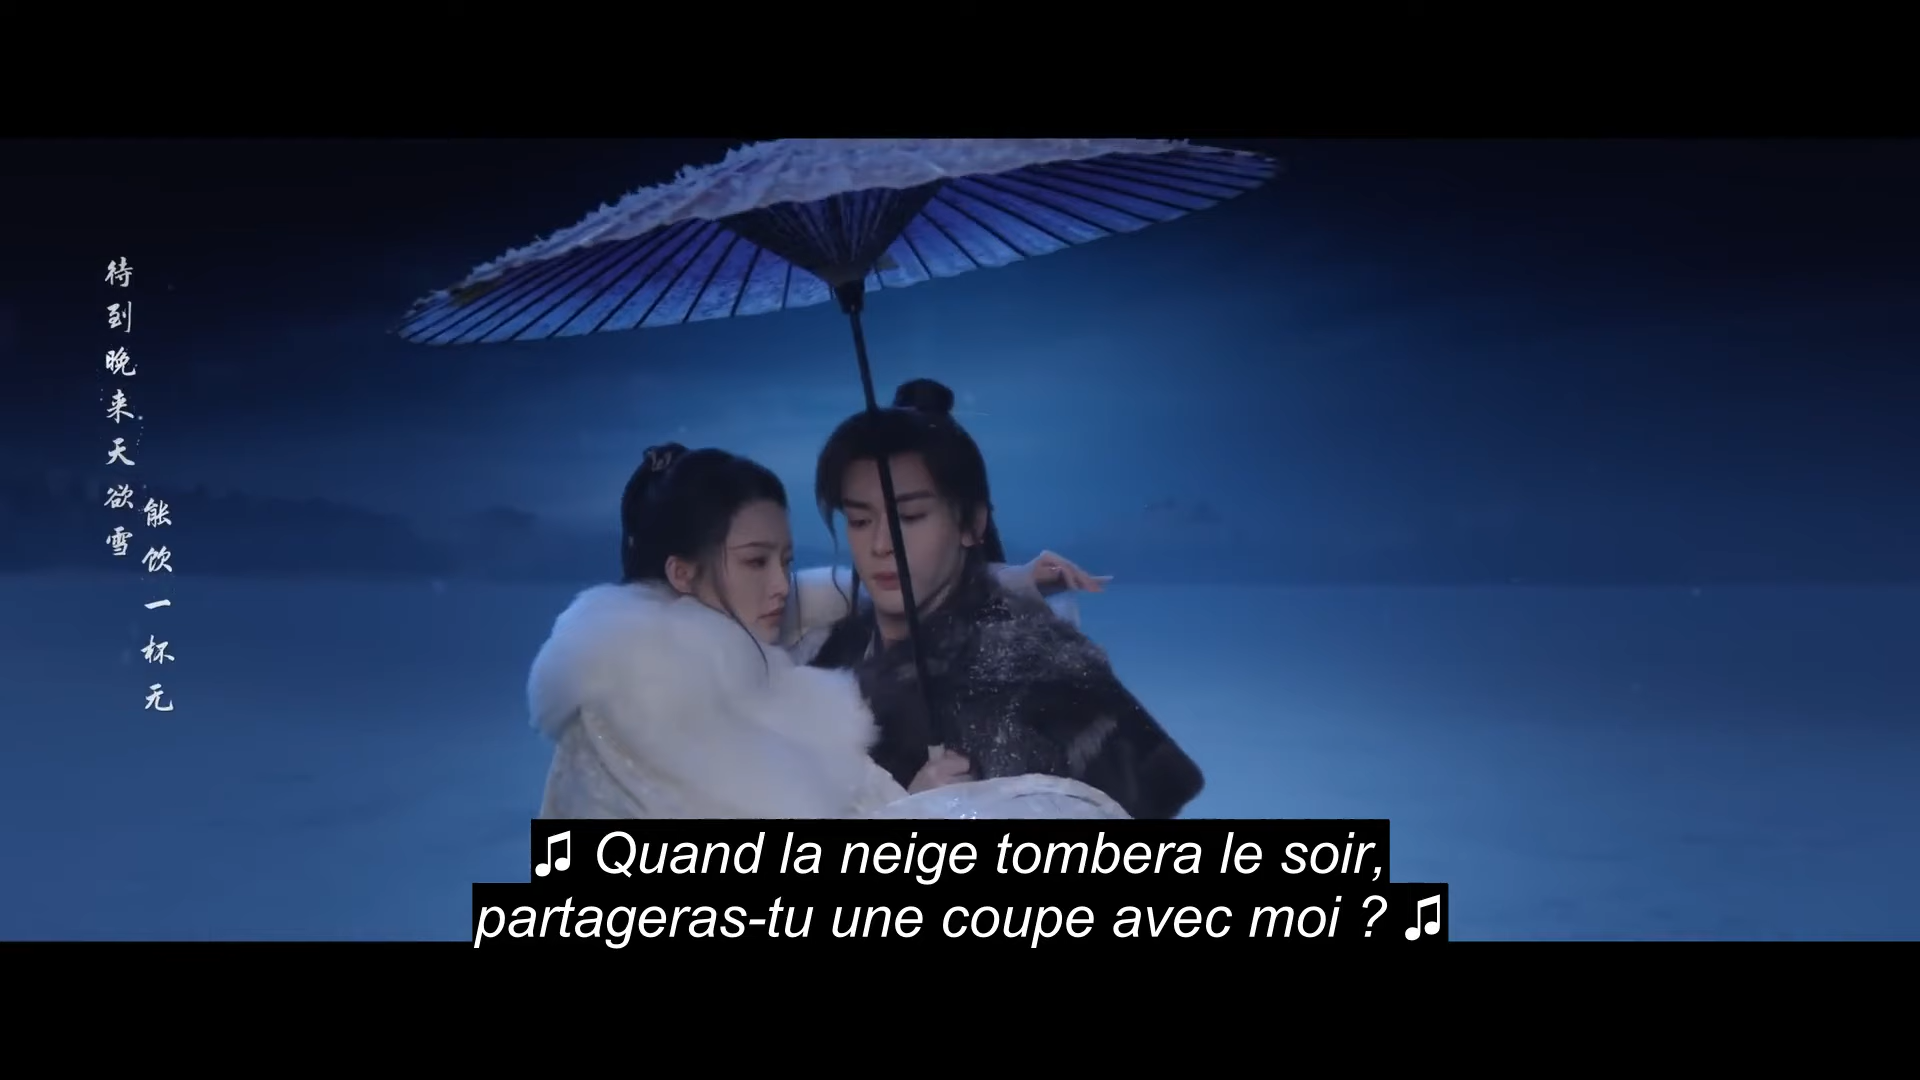 待到晚来天欲雪
能饮一杯无
♫ Quand la neige tombera le soir,
partageras-tu une coupe avec moi ? ♫